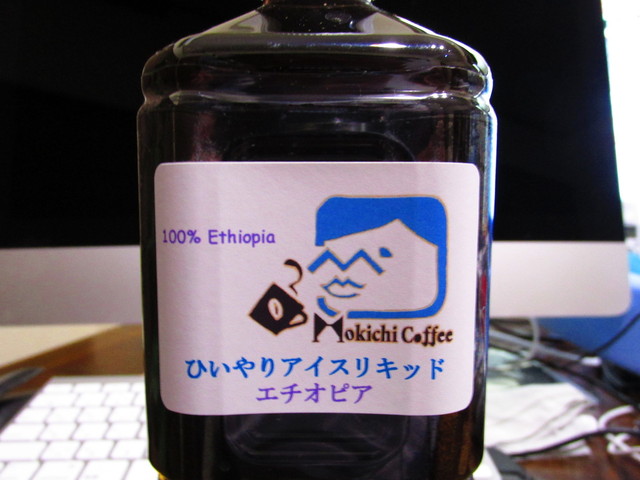 100% Ethiopia
Mokichi Coffee
ひいやりアイスリキッド
エチオピア